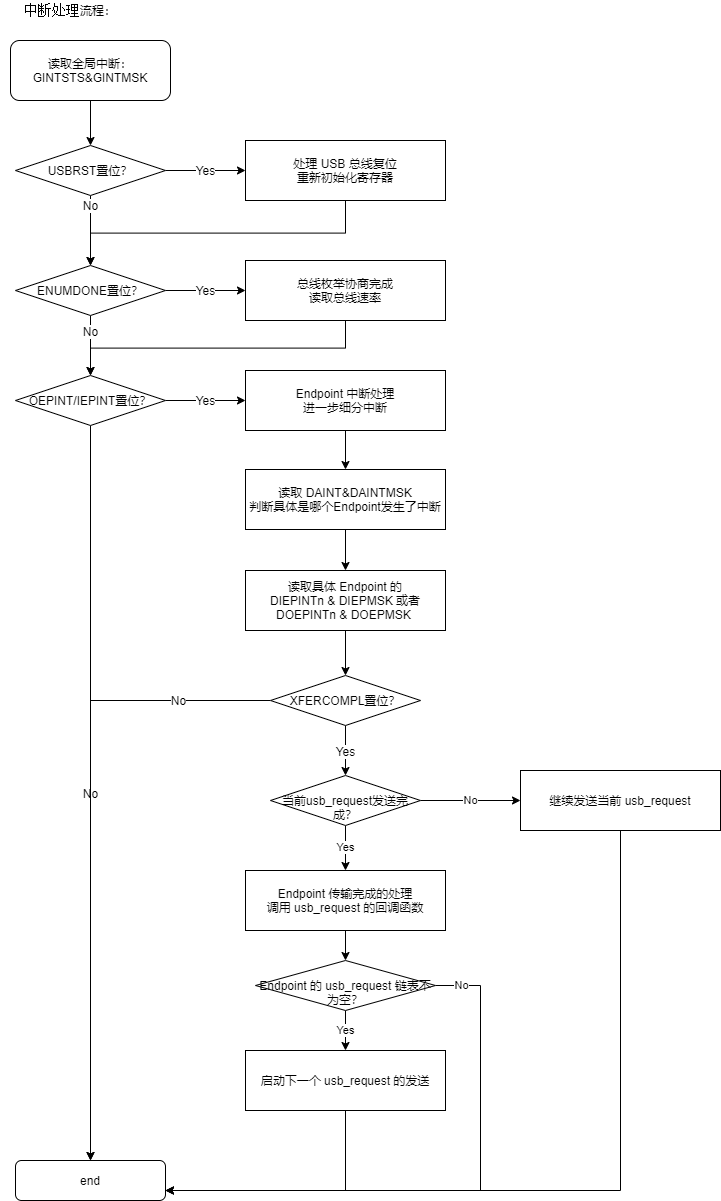 中断处理流程：
读取全局中断：
GINTSTS&GINTMSK
USBRST置位？
Yes
处理 USB 总线复位
重新初始化寄存器
No
ENUMDONE置位？
Yes
总线枚举协商完成
读取总线速率
No
OEPINT/IEPINT置位？
Yes
Endpoint 中断处理
进一步细分中断
读取 DAINT&DAINTMSK
判断具体是哪个Endpoint发生了中断
读取具体 Endpoint 的
DIEPINTn & DIEPMSK 或者
DOEPINTn & DOEPMSK
XFERCOMPL置位？
No
Yes
No
当前usb_request发送完
成？
No
继续发送当前 usb_request
Yes
Endpoint 传输完成的处理
调用 usb_request 的回调函数
Endpoint 的 usb_request 链表不
为空？
No
Yes
启动下一个 usb_request 的发送
end